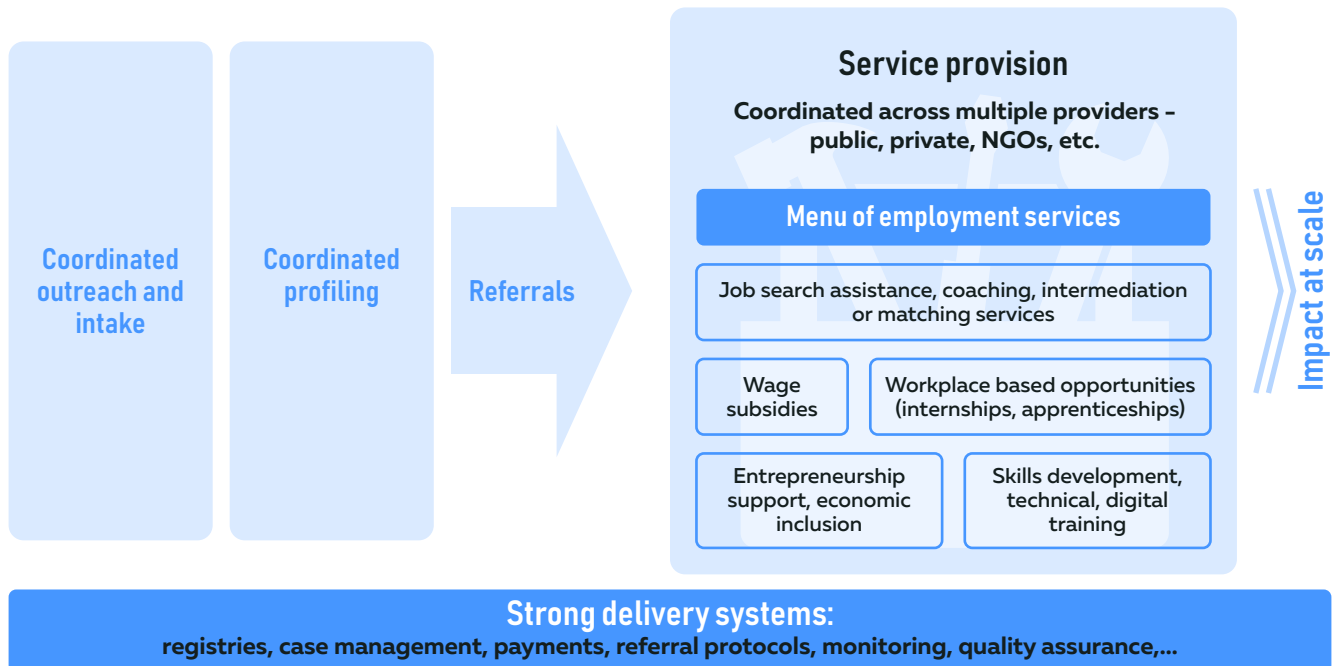 Coordinated
outreach and
intake
Coordinated
profiling
Referrals
Service provision
Coordinated across multiple providers –
public, private, NGOs, etc.
Menu of employment services
Job search assistance, coaching, intermediation
or matching services
Wage
subsidies
Workplace based opportunities
(internships, apprenticeships)
Entrepreneurship
support, economic
inclusion
Skills development,
technical, digital
training
Impact at scale
Strong delivery systems:
registries, case management, payments, referral protocols, monitoring, quality assurance,...